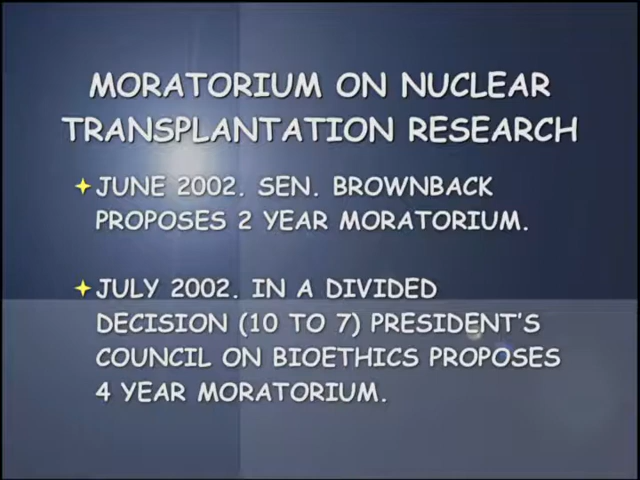 MORATORIUM ON NUCLEAR
TRANSPLANTATION RESEARCH
JUNE 2002. SEN. BROWNBACK
PROPOSES 2 YEAR MORATORIUM.
JULY 2002. IN A DIVIDED
DECISION (10 TO 7) PRESIDENT'S
COUNCIL ON BIOETHICS PROPOSES
4 YEAR MORATORIUM.